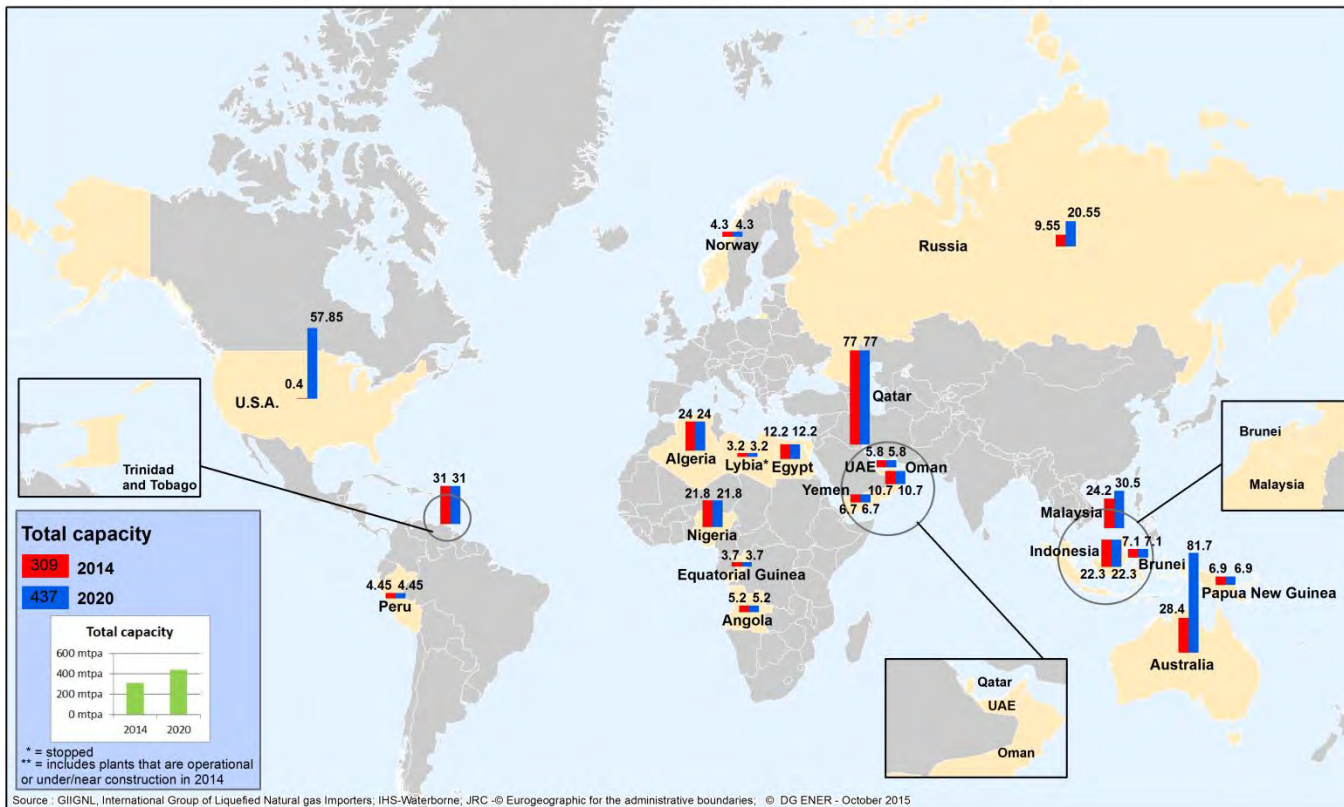 4.3 4.3
Norway
20.55
9.55
Russia
57.85
0.4
U.S.A.
77 77
Qatar
24 24
Algeria
3.2 3.2
Lybia*
12.2 12.2
Egypt
5.8 5.8
UAE
Oman
10.7 10.7
Yemen
6.7 6.7
Trinidad
and Tobago
31 31
21.8 21.8
Nigeria
3.7 3.7
Equatorial Guinea
4.45 4.45
Peru
5.2 5.2
Angola
30.5
24.2
Malaysia
Indonesia
22.3 22.3
7.1 7.1
Brunei
81.7
28.4
Australia
6.9 6.9
Papua New Guinea
Brunei
Malaysia
Qatar
UAE
Oman
Total capacity
309 2014
437 2020
Total capacity
600 mtpa
400 mtpa
200 mtpa
0 mtpa
2014 2020
* = stopped
** = includes plants that are operational
or under/near construction in 2014
Source : GIIGNL, International Group of Liquefied Natural gas Importers; IHS-Waterborne; JRC -© Eurogeographic for the administrative boundaries; © DG ENER - October 2015